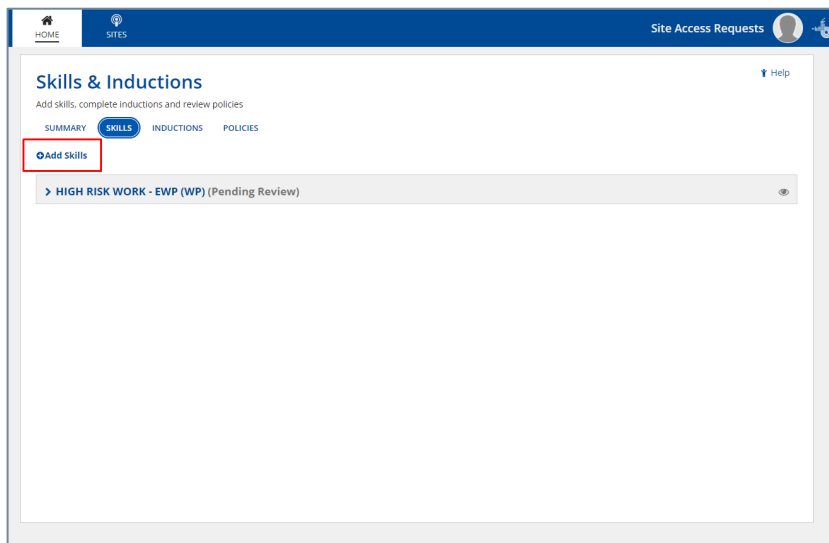 HOME
SITES
Site Access Requests
Skills & Inductions
Help
Add skills, complete inductions and review policies
SUMMARY SKILLS INDUCTIONS POLICIES
Add Skills
HIGH RISK WORK - EWP (WP) (Pending Review)